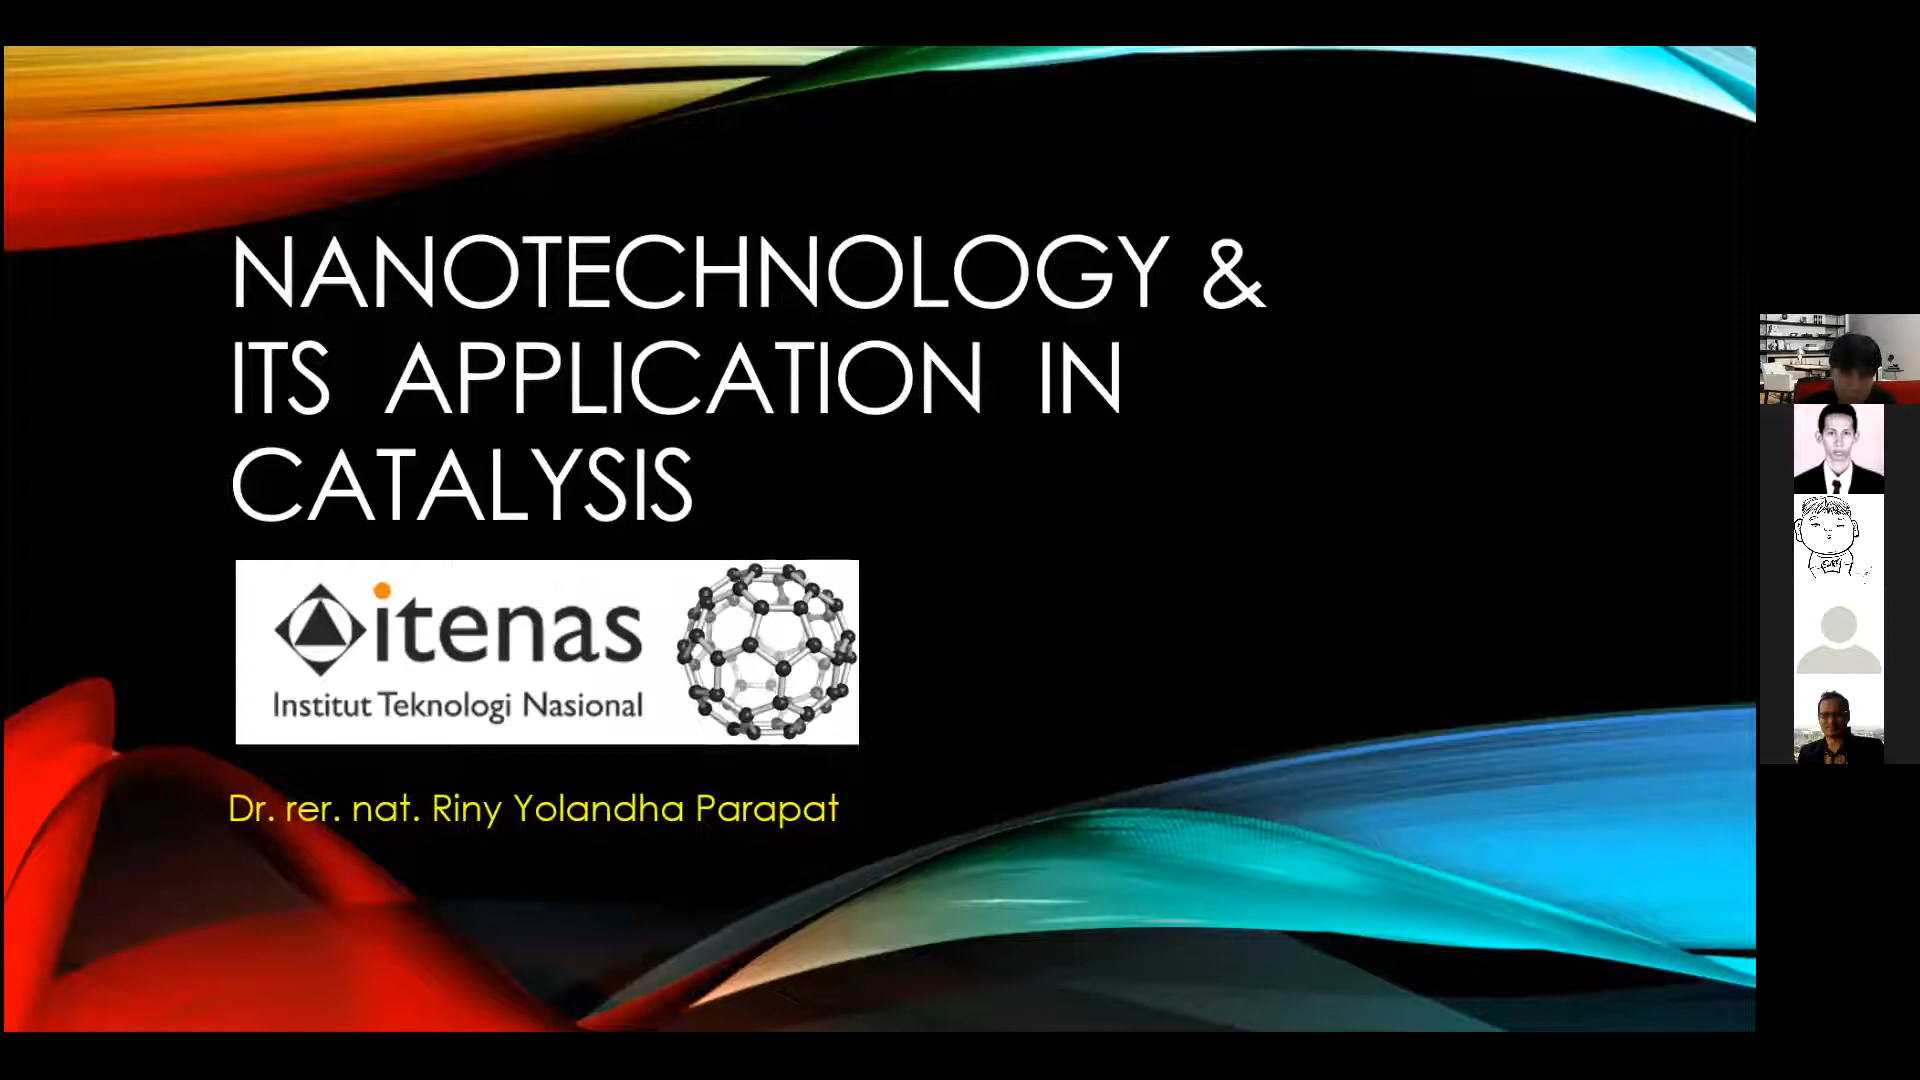 NANOTECHNOLOGY &
ITS APPLICATION IN
CATALYSIS
itenas
Institut Teknologi Nasional
Dr. rer. nat. Riny Yolandha Parapat